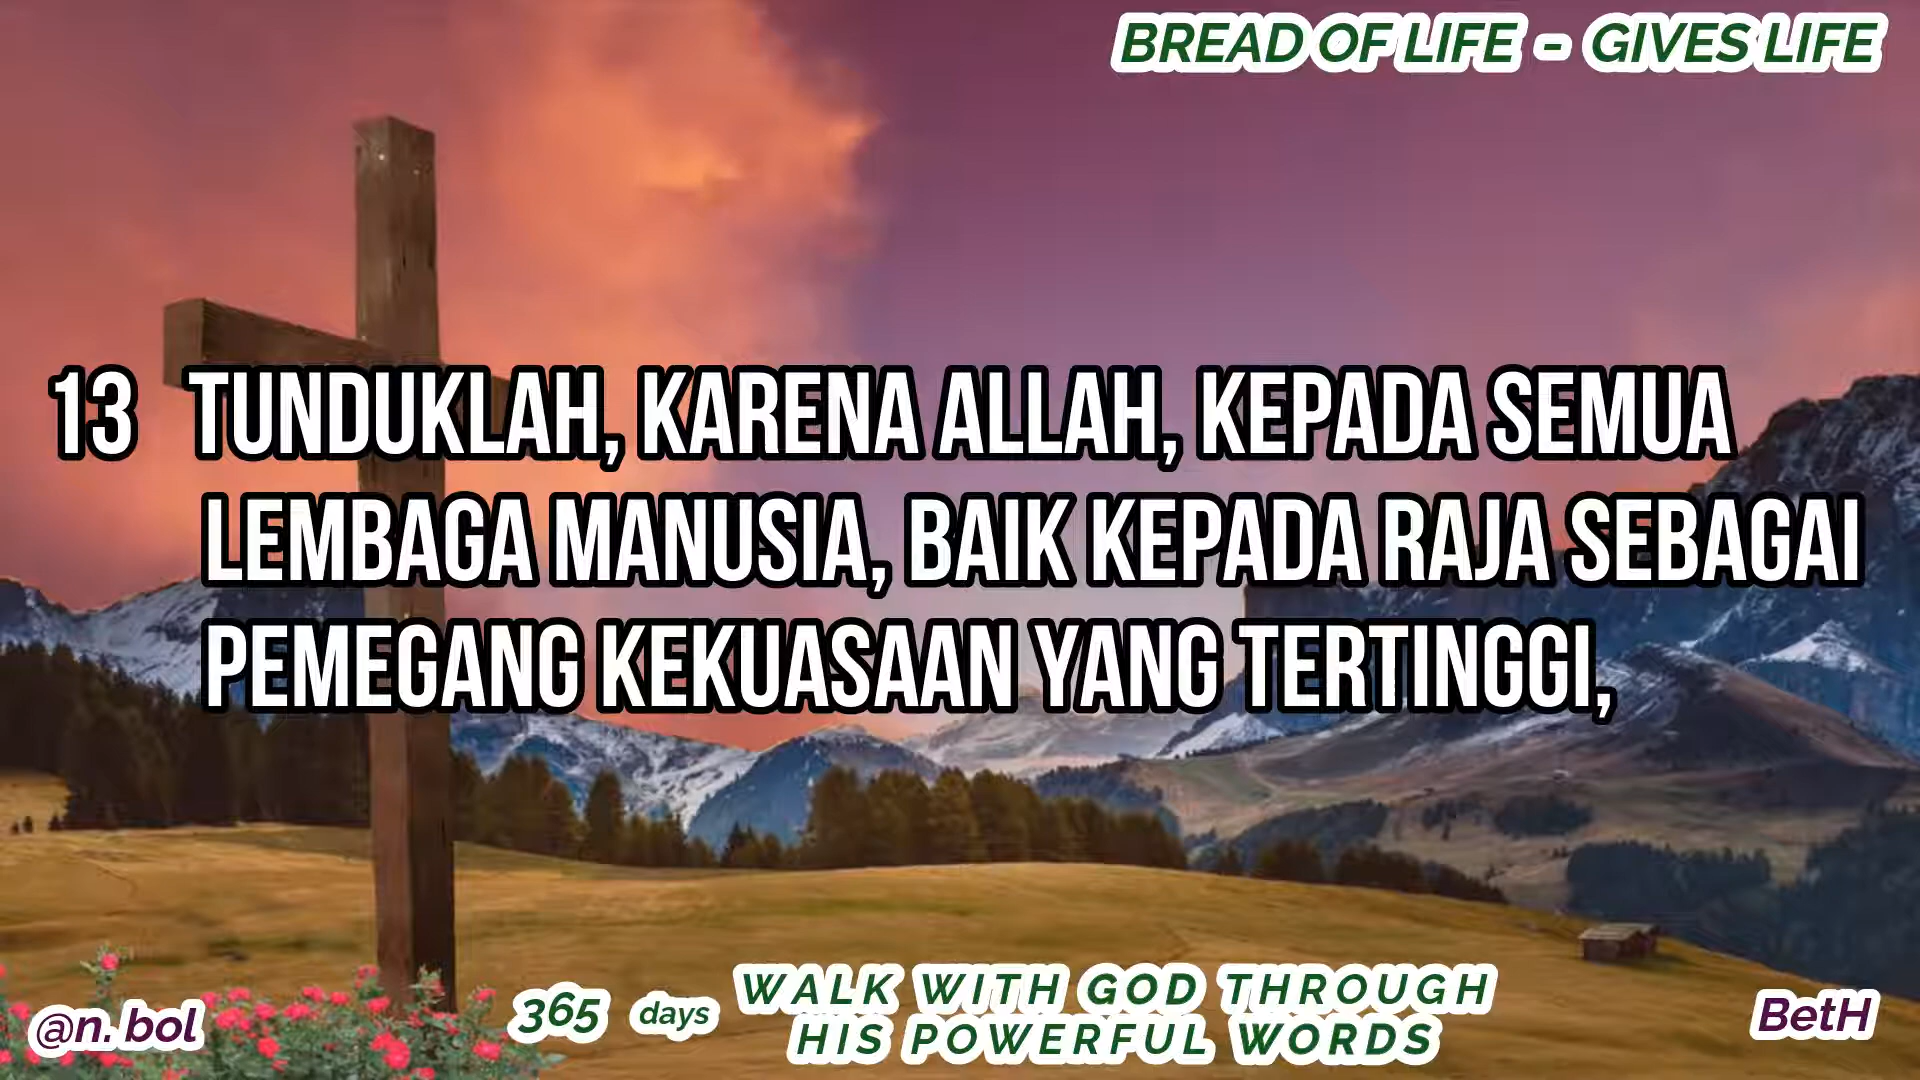 BREAD OF LIFE - GIVES LIFE
13 TUNDUKLAH, KARENA ALLAH, KEPADA SEMUA
LEMBAGA MANUSIA, BAIK KEPADA RAJA SEBAGAI
PEMEGANG KEKUASAAN YANG TERTINGGI,
@n. bol
365 days
WALK WITH GOD THROUGH
HIS POWERFUL WORDS
BetH